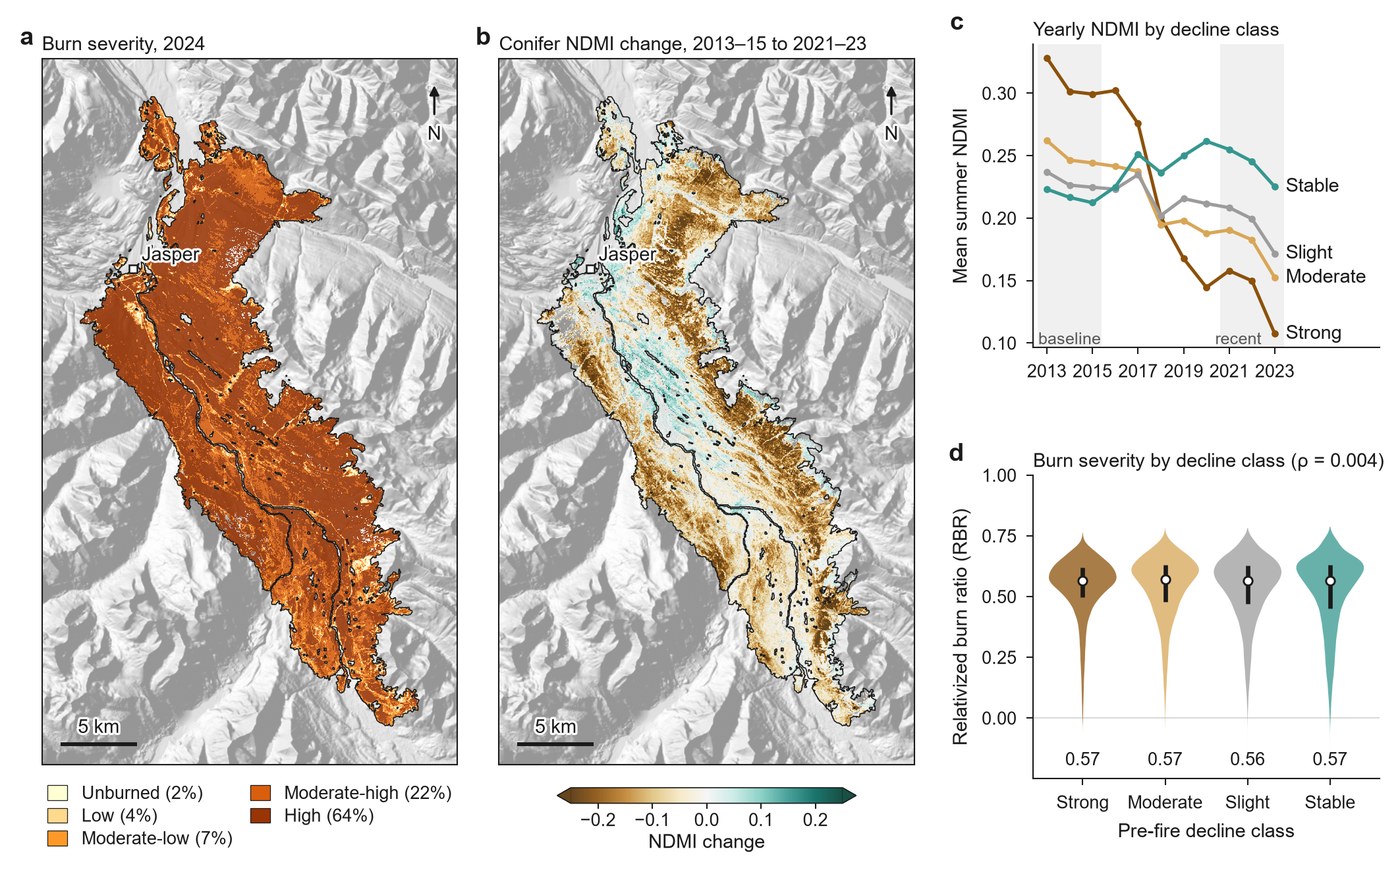 a
Burn severity, 2024
N
Jasper
5 km
Unburned (2%)
Low (4%)
Moderate-low (7%)
Moderate-high (22%)
High (64%)
b
Conifer NDMI change, 2013–15 to 2021–23
N
Jasper
5 km
−0.2 −0.1 0.0 0.1 0.2
NDMI change
c
Yearly NDMI by decline class
Mean summer NDMI
0.30
0.25
0.20
0.15
0.10
Stable
Slight
Moderate
Strong
baseline
recent
2013 2015 2017 2019 2021 2023
d
Burn severity by decline class (ρ = 0.004)
Relativized burn ratio (RBR)
1.00
0.75
0.50
0.25
0.00
0.57 0.57 0.56 0.57
Strong Moderate Slight Stable
Pre-fire decline class